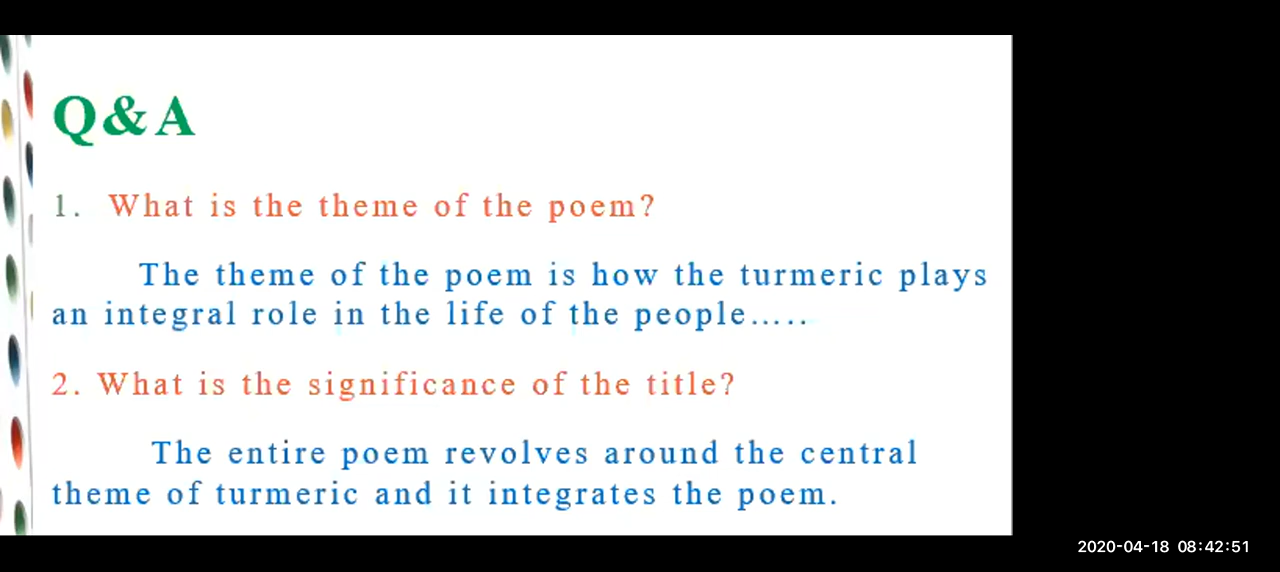 Q&A
1. What is the theme of the poem?
The theme of the poem is how the turmeric plays
an integral role in the life of the people.....
2. What is the significance of the title?
The entire poem revolves around the central
theme of turmeric and it integrates the poem.
2020-04-18 08:42:51